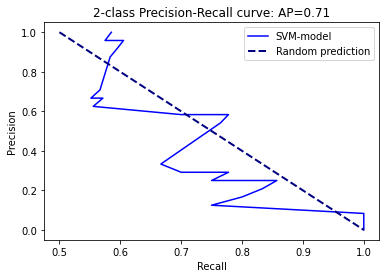 2-class Precision-Recall curve: AP=0.71
SVM-model
Random prediction
Precision
1.0
0.8
0.6
0.4
0.2
0.0
0.5 0.6 0.7 0.8 0.9 1.0
Recall